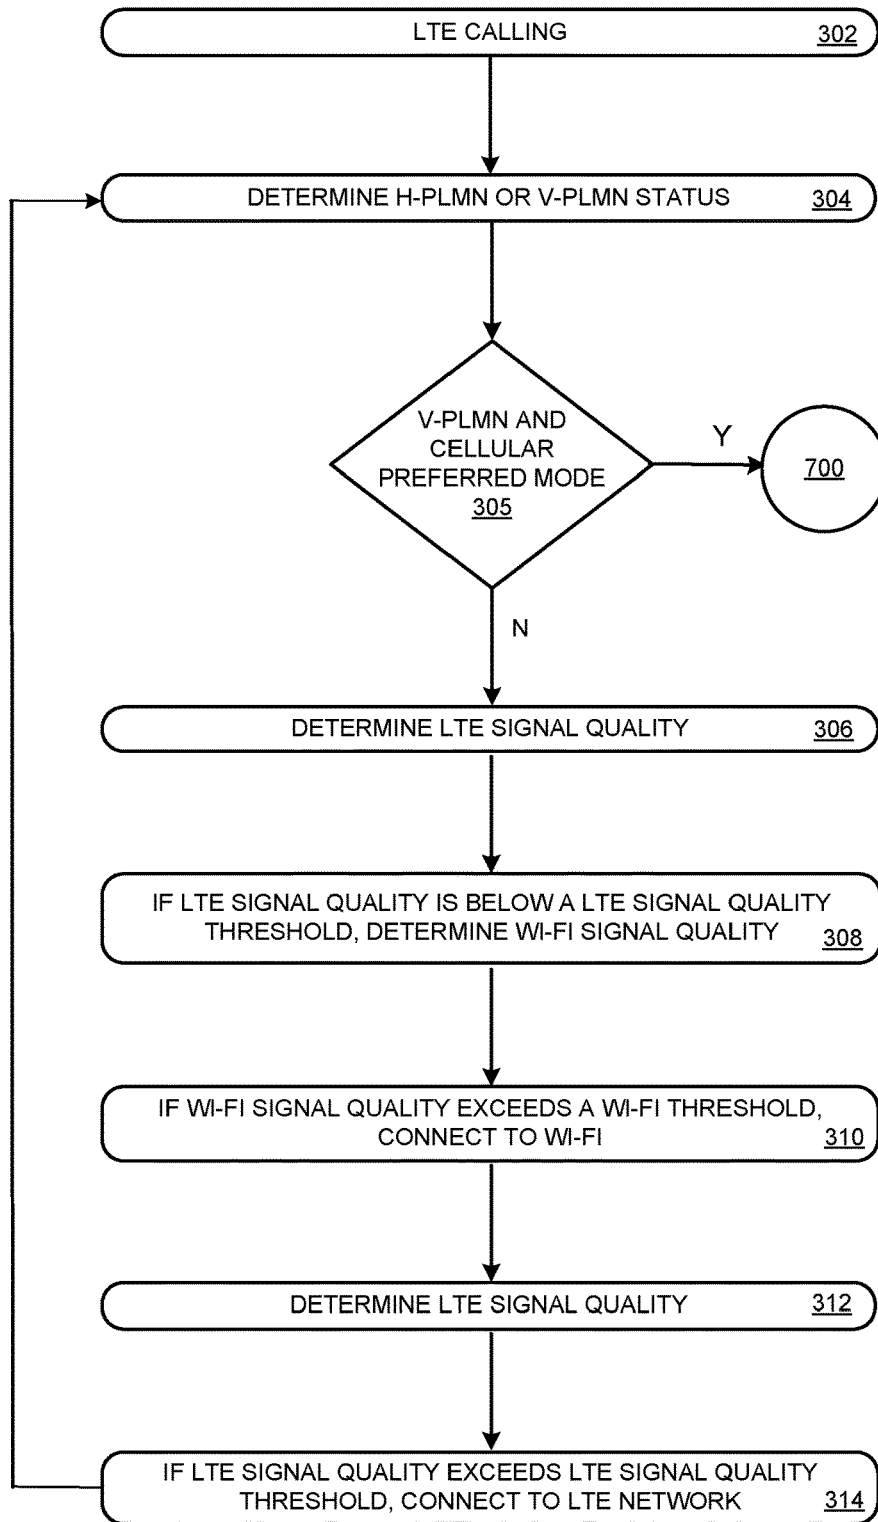 LTE CALLING 302
DETERMINE H-PLMN OR V-PLMN STATUS 304
V-PLMN AND
CELLULAR
PREFERRED MODE
305
Y
700
N
DETERMINE LTE SIGNAL QUALITY 306
IF LTE SIGNAL QUALITY IS BELOW A LTE SIGNAL QUALITY
THRESHOLD, DETERMINE WI-FI SIGNAL QUALITY 308
IF WI-FI SIGNAL QUALITY EXCEEDS A WI-FI THRESHOLD,
CONNECT TO WI-FI 310
DETERMINE LTE SIGNAL QUALITY 312
IF LTE SIGNAL QUALITY EXCEEDS LTE SIGNAL QUALITY
THRESHOLD, CONNECT TO LTE NETWORK 314